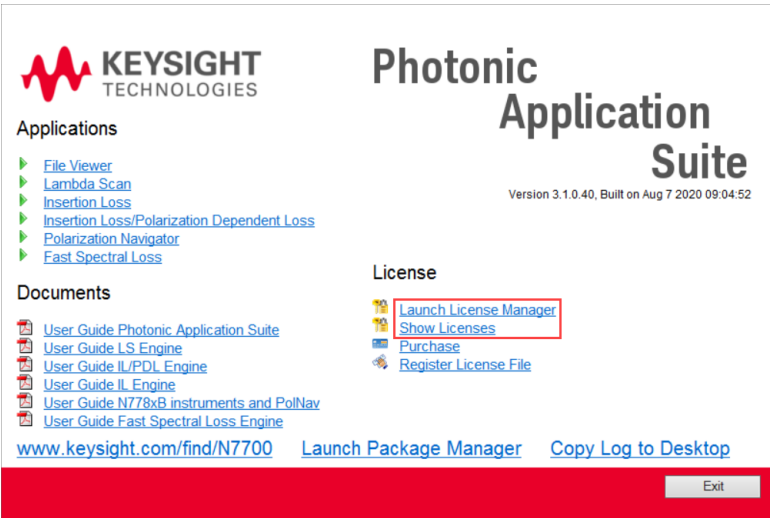 KEYSIGHT
TECHNOLOGIES
Photonic
Application
Suite
Version 3.1.0.40, Built on Aug 7 2020 09:04:52
Applications
File Viewer
Lambda Scan
Insertion Loss
Insertion Loss/Polarization Dependent Loss
Polarization Navigator
Fast Spectral Loss
Documents
User Guide Photonic Application Suite
User Guide LS Engine
User Guide IL/PDL Engine
User Guide IL Engine
User Guide N778xB instruments and PolNav
User Guide Fast Spectral Loss Engine
License
Launch License Manager
Show Licenses
Purchase
Register License File
www.keysight.com/find/N7700
Launch Package Manager
Copy Log to Desktop
Exit